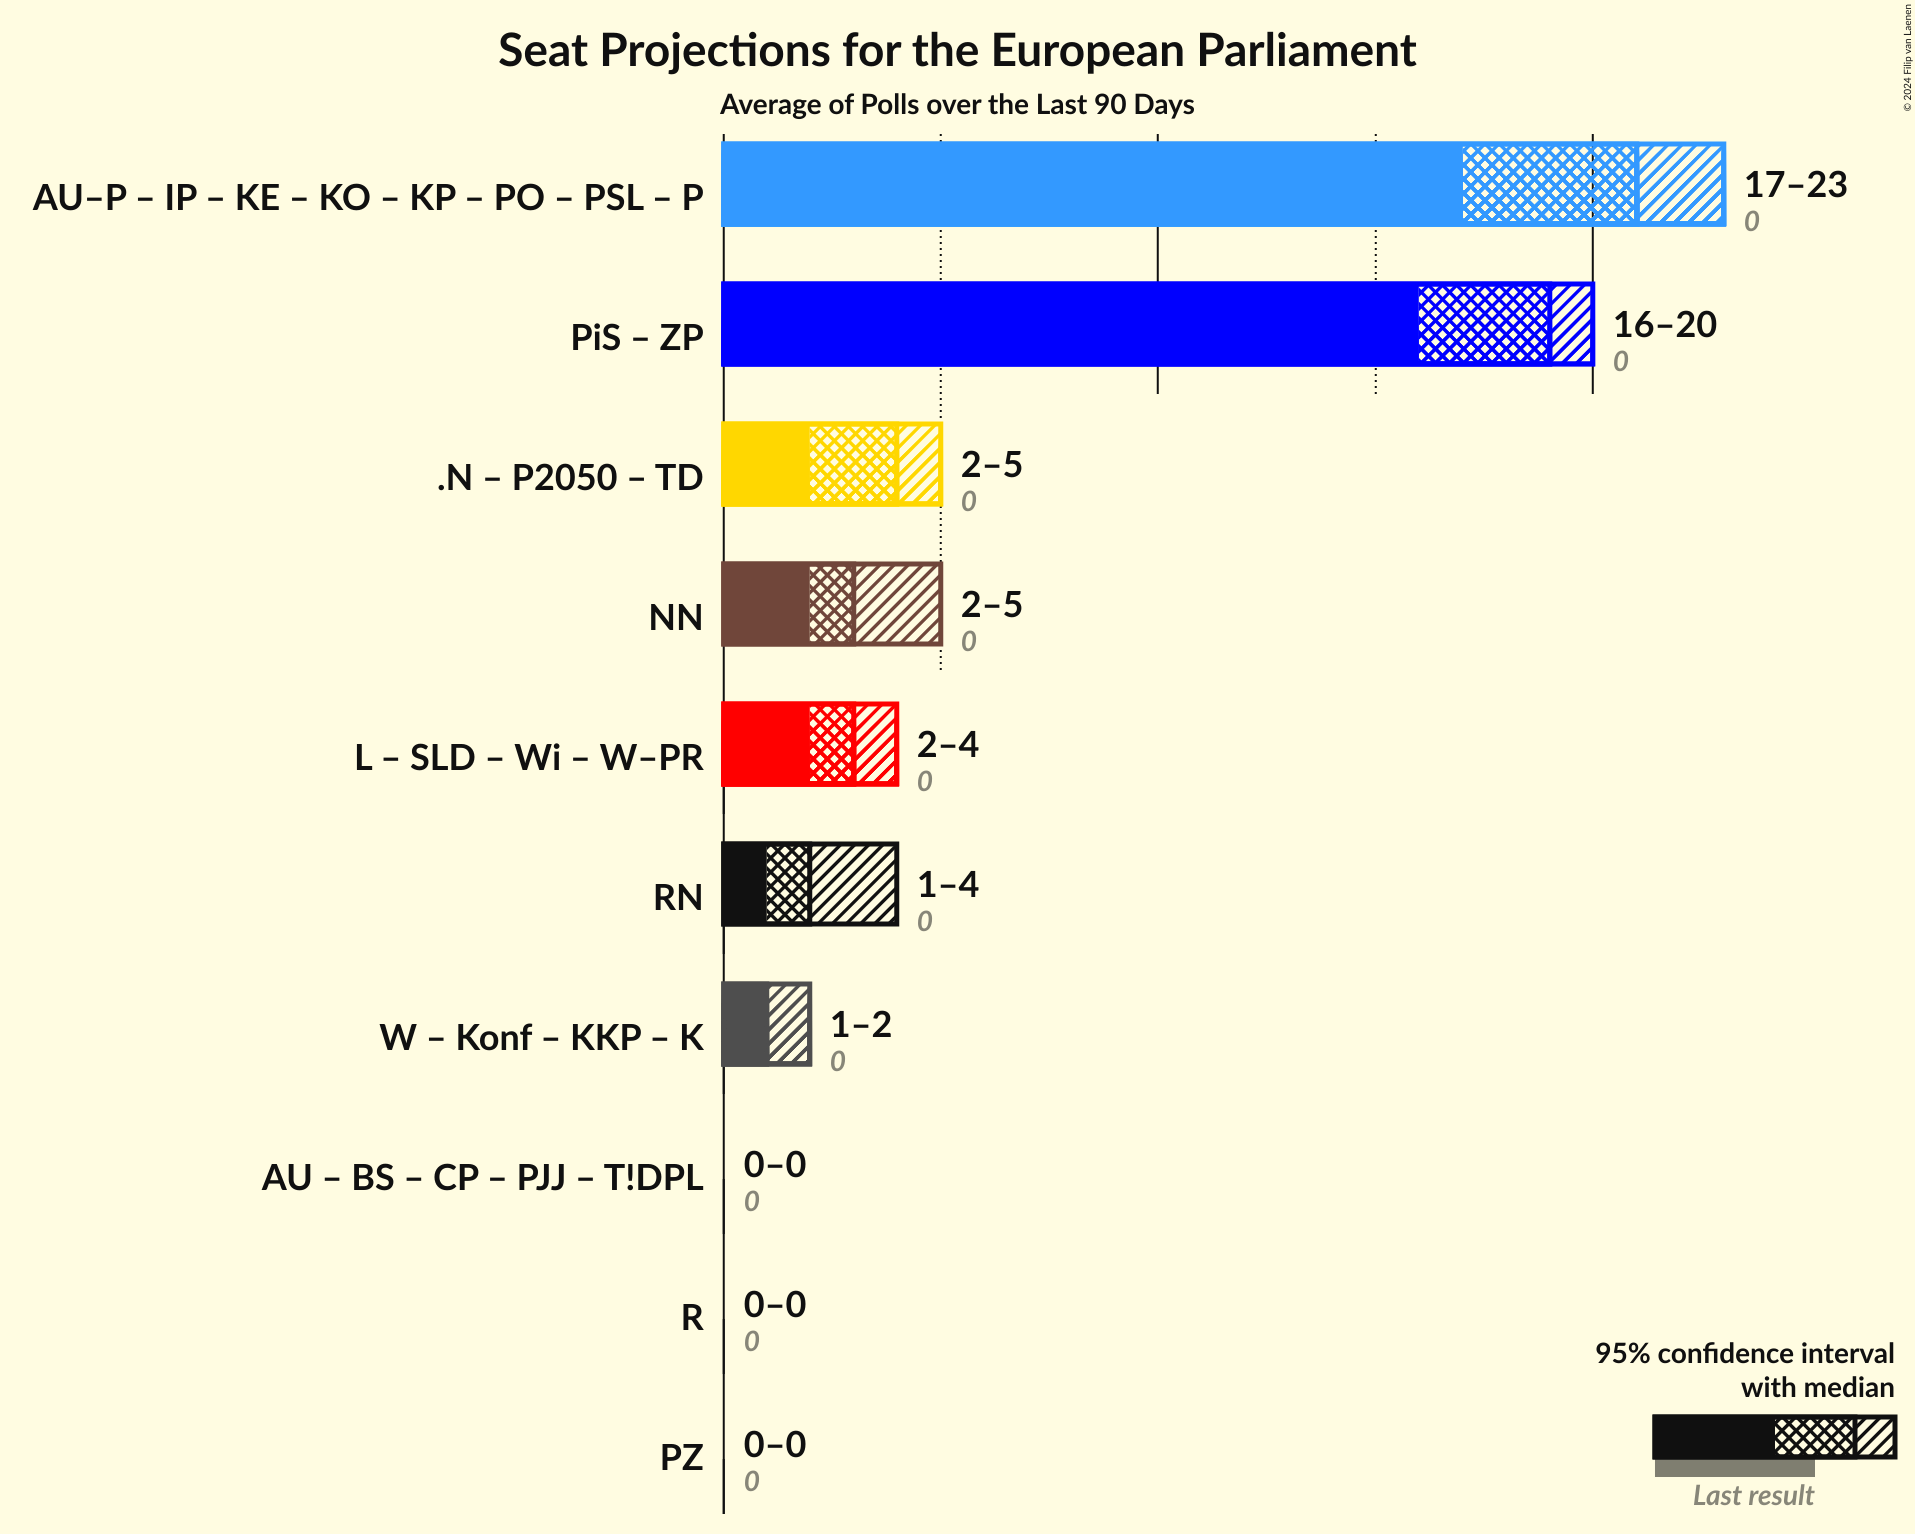 Seat Projections for the European Parliament
Average of Polls over the Last 90 Days
© 2024 Filip van Laenen
AU–P – IP – KE – KO – KP – PO – PSL – P
17–23
0
PiS – ZP
16–20
0
.N – P2050 – TD
2–5
0
NN
2–5
0
L – SLD – Wi – W–PR
2–4
0
RN
1–4
0
W – Konf – KKP – K
1–2
0
AU – BS – CP – PJJ – T!DPL
0–0
0
R
0–0
0
PZ
0–0
0
95% confidence interval
with median
Last result